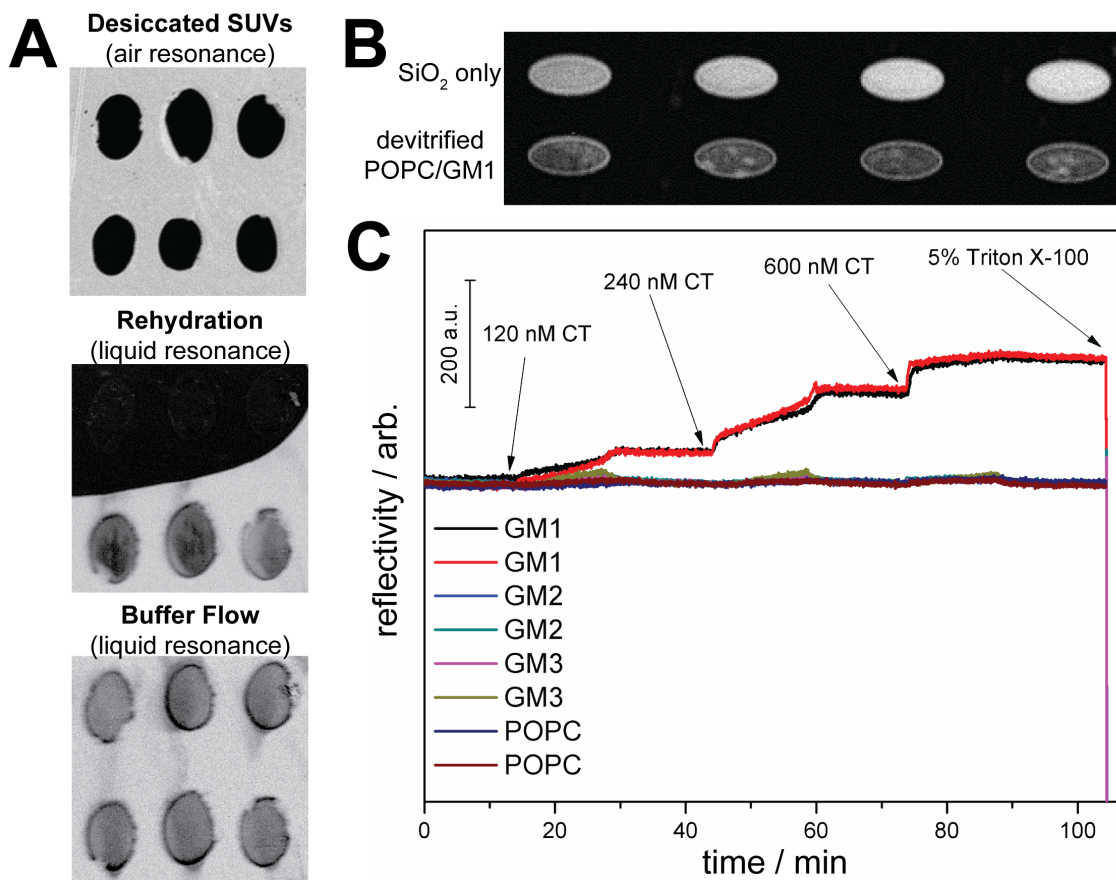 A
Desiccated SUVs
(air resonance)
Rehydration
(liquid resonance)
Buffer Flow
(liquid resonance)
B
SiO₂ only
devitrified
POPC/GM1
C
200 a.u.
120 nM CT
240 nM CT
600 nM CT
5% Triton X-100
reflectivity / arb.
GM1
GM1
GM2
GM2
GM3
GM3
POPC
POPC
0
20
40
60
80
100
time / min